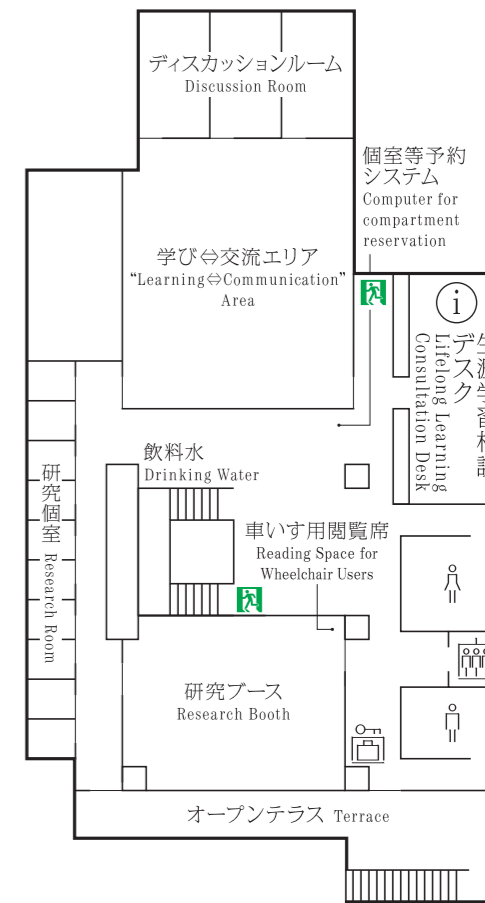 ディスカッションルーム
Discussion Room
個室等予約
システム
Computer for
compartment
reservation
学び⇔交流エリア
“Learning⇔Communication”
Area
i
デスク
Lifelong Learning
Consultation Desk
飲料水
Drinking Water
車いす用閲覧席
Reading Space for
Wheelchair Users
研究個室 Research Room
研究ブース
Research Booth
オープンテラス Terrace